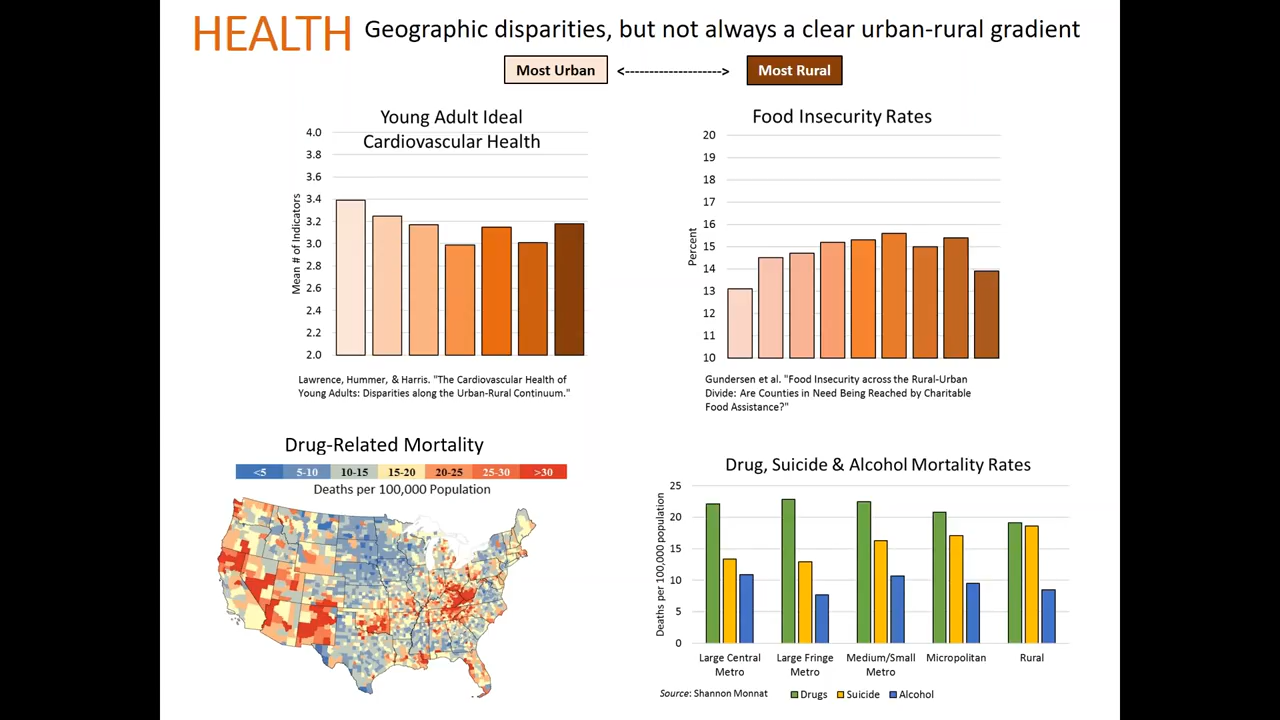 HEALTH Geographic disparities, but not always a clear urban-rural gradient
Most Urban <--------------------> Most Rural
Young Adult Ideal
Cardiovascular Health
4.0
3.8
3.6
3.4
3.2
3.0
2.8
2.6
2.4
2.2
2.0
Mean # of Indicators
Lawrence, Hummer, & Harris. "The Cardiovascular Health of
Young Adults: Disparities along the Urban-Rural Continuum."
Food Insecurity Rates
20
19
18
17
16
15
14
13
12
11
10
Percent
Gundersen et al. "Food Insecurity across the Rural-Urban
Divide: Are Counties in Need Being Reached by Charitable
Food Assistance?"
Drug-Related Mortality
<5 5-10 10-15 15-20 20-25 25-30 >30
Deaths per 100,000 Population
Drug, Suicide & Alcohol Mortality Rates
25
20
15
10
5
0
Deaths per 100,000 population
Large Central
Metro
Large Fringe
Metro
Medium/Small
Metro
Micropolitan
Rural
Source: Shannon Monnat
Drugs Suicide Alcohol